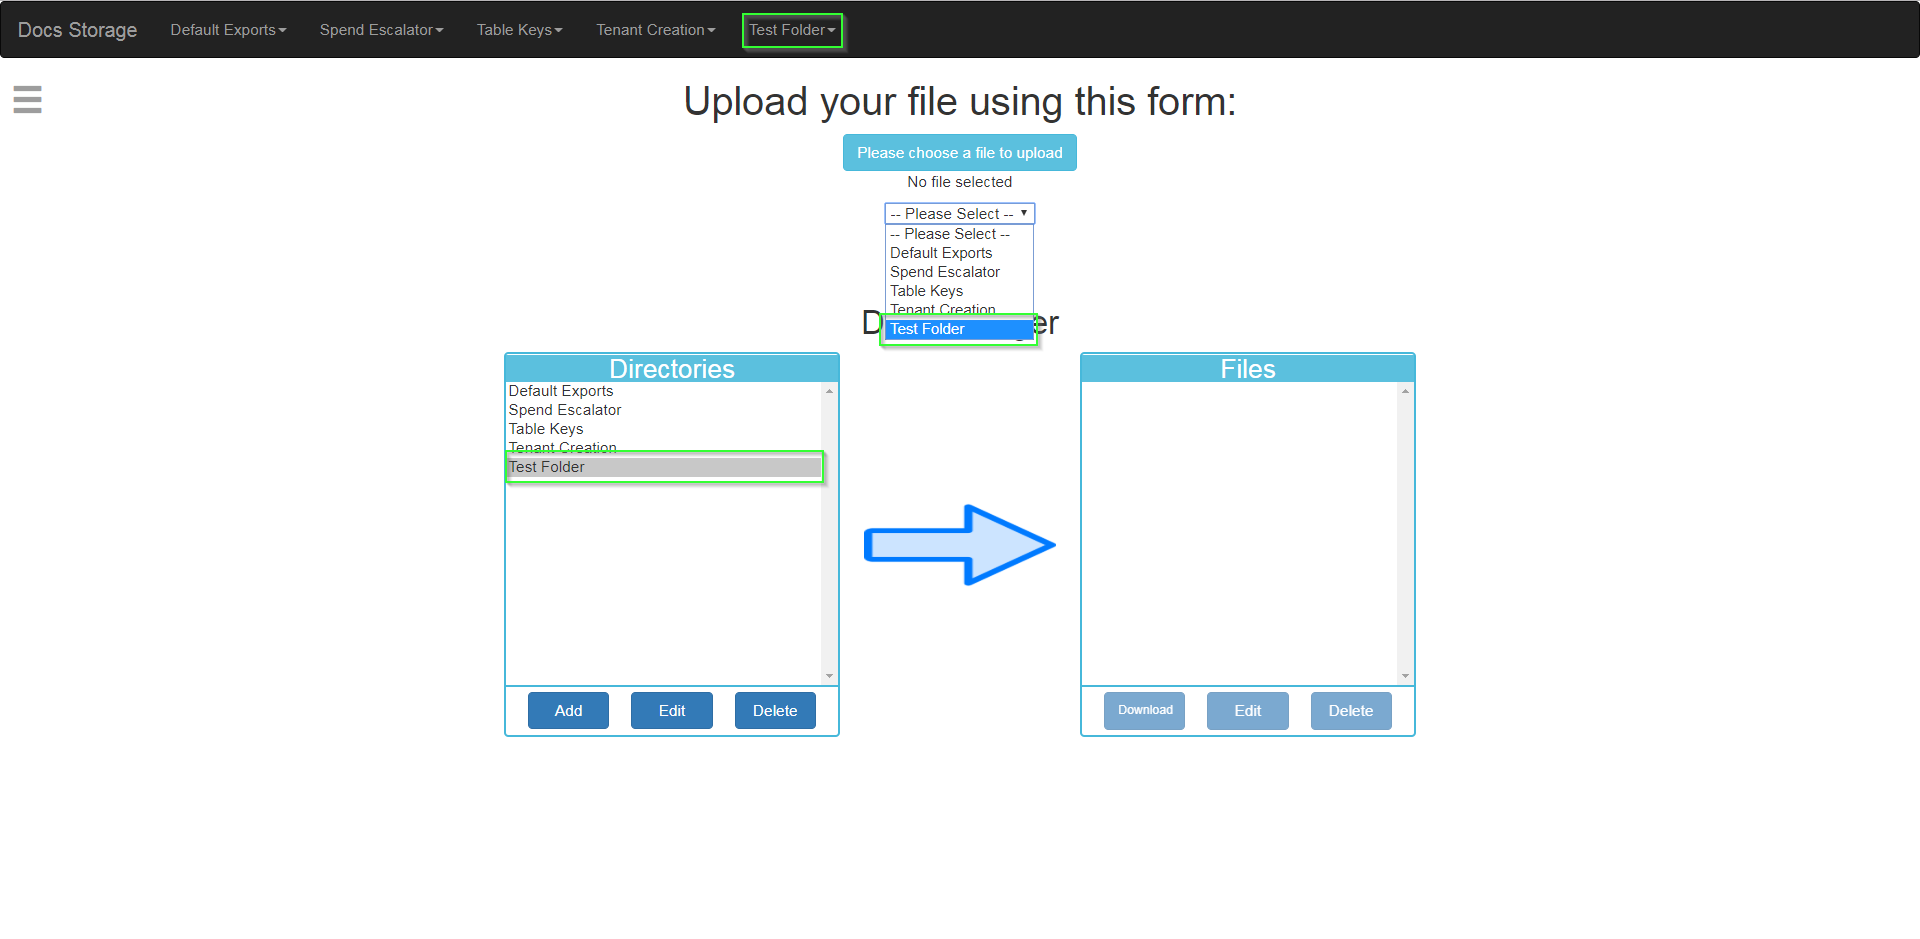 Docs Storage Default Exports Spend Escalator Table Keys Tenant Creation Test Folder
Upload your file using this form:
Please choose a file to upload
No file selected
-- Please Select --
-- Please Select --
Default Exports
Spend Escalator
Table Keys
Tenant Creation
Test Folder
Directories
Default Exports
Spend Escalator
Table Keys
Tenant Creation
Test Folder
Add Edit Delete
Files
Download Edit Delete